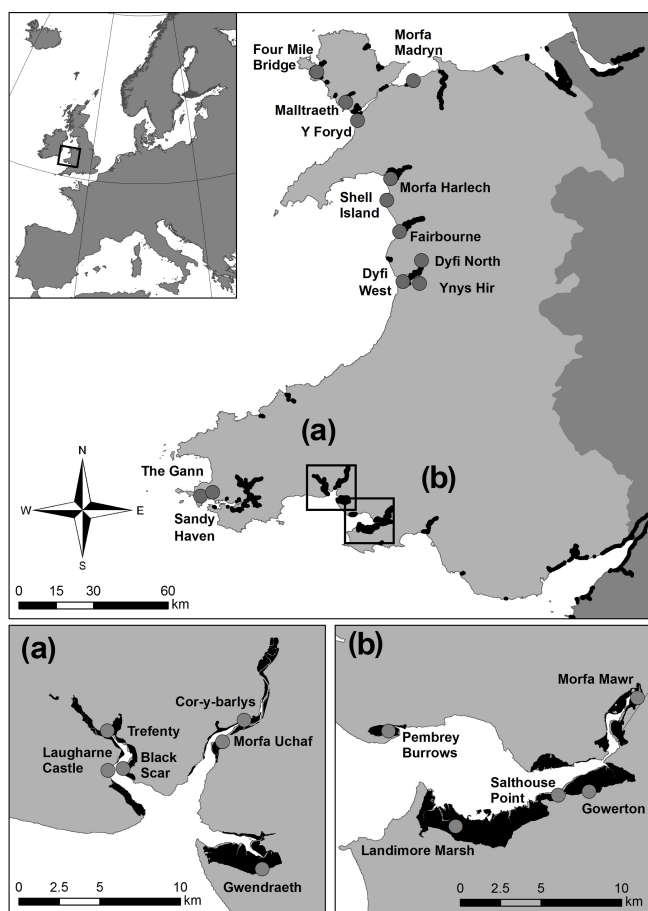 Morfa
Madryn
Four Mile
Bridge
Malltraeth
Y Foryd
Morfa Harlech
Shell
Island
Fairbourne
Dyfi North
Dyfi
West
Ynys Hir
(a)
(b)
The Gann
Sandy
Haven
N
W
E
S
0 15 30 60
km
(a)
Cor-y-barlys
Trefenty
Morfa Uchaf
Laugharne
Castle
Black
Scar
Gwendraeth
0 2.5 5 10
km
(b)
Morfa Mawr
Pembrey
Burrows
Salthouse
Point
Gowerton
Landimore Marsh
0 2.5 5 10
km